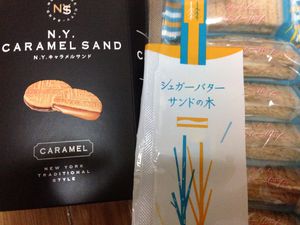 N.Y.
CARAMEL SAND
N.Y.キャラメルサンド
CARAMEL
NEW YORK
TRADITIONAL
STYLE
シュガーバター
サンドの木